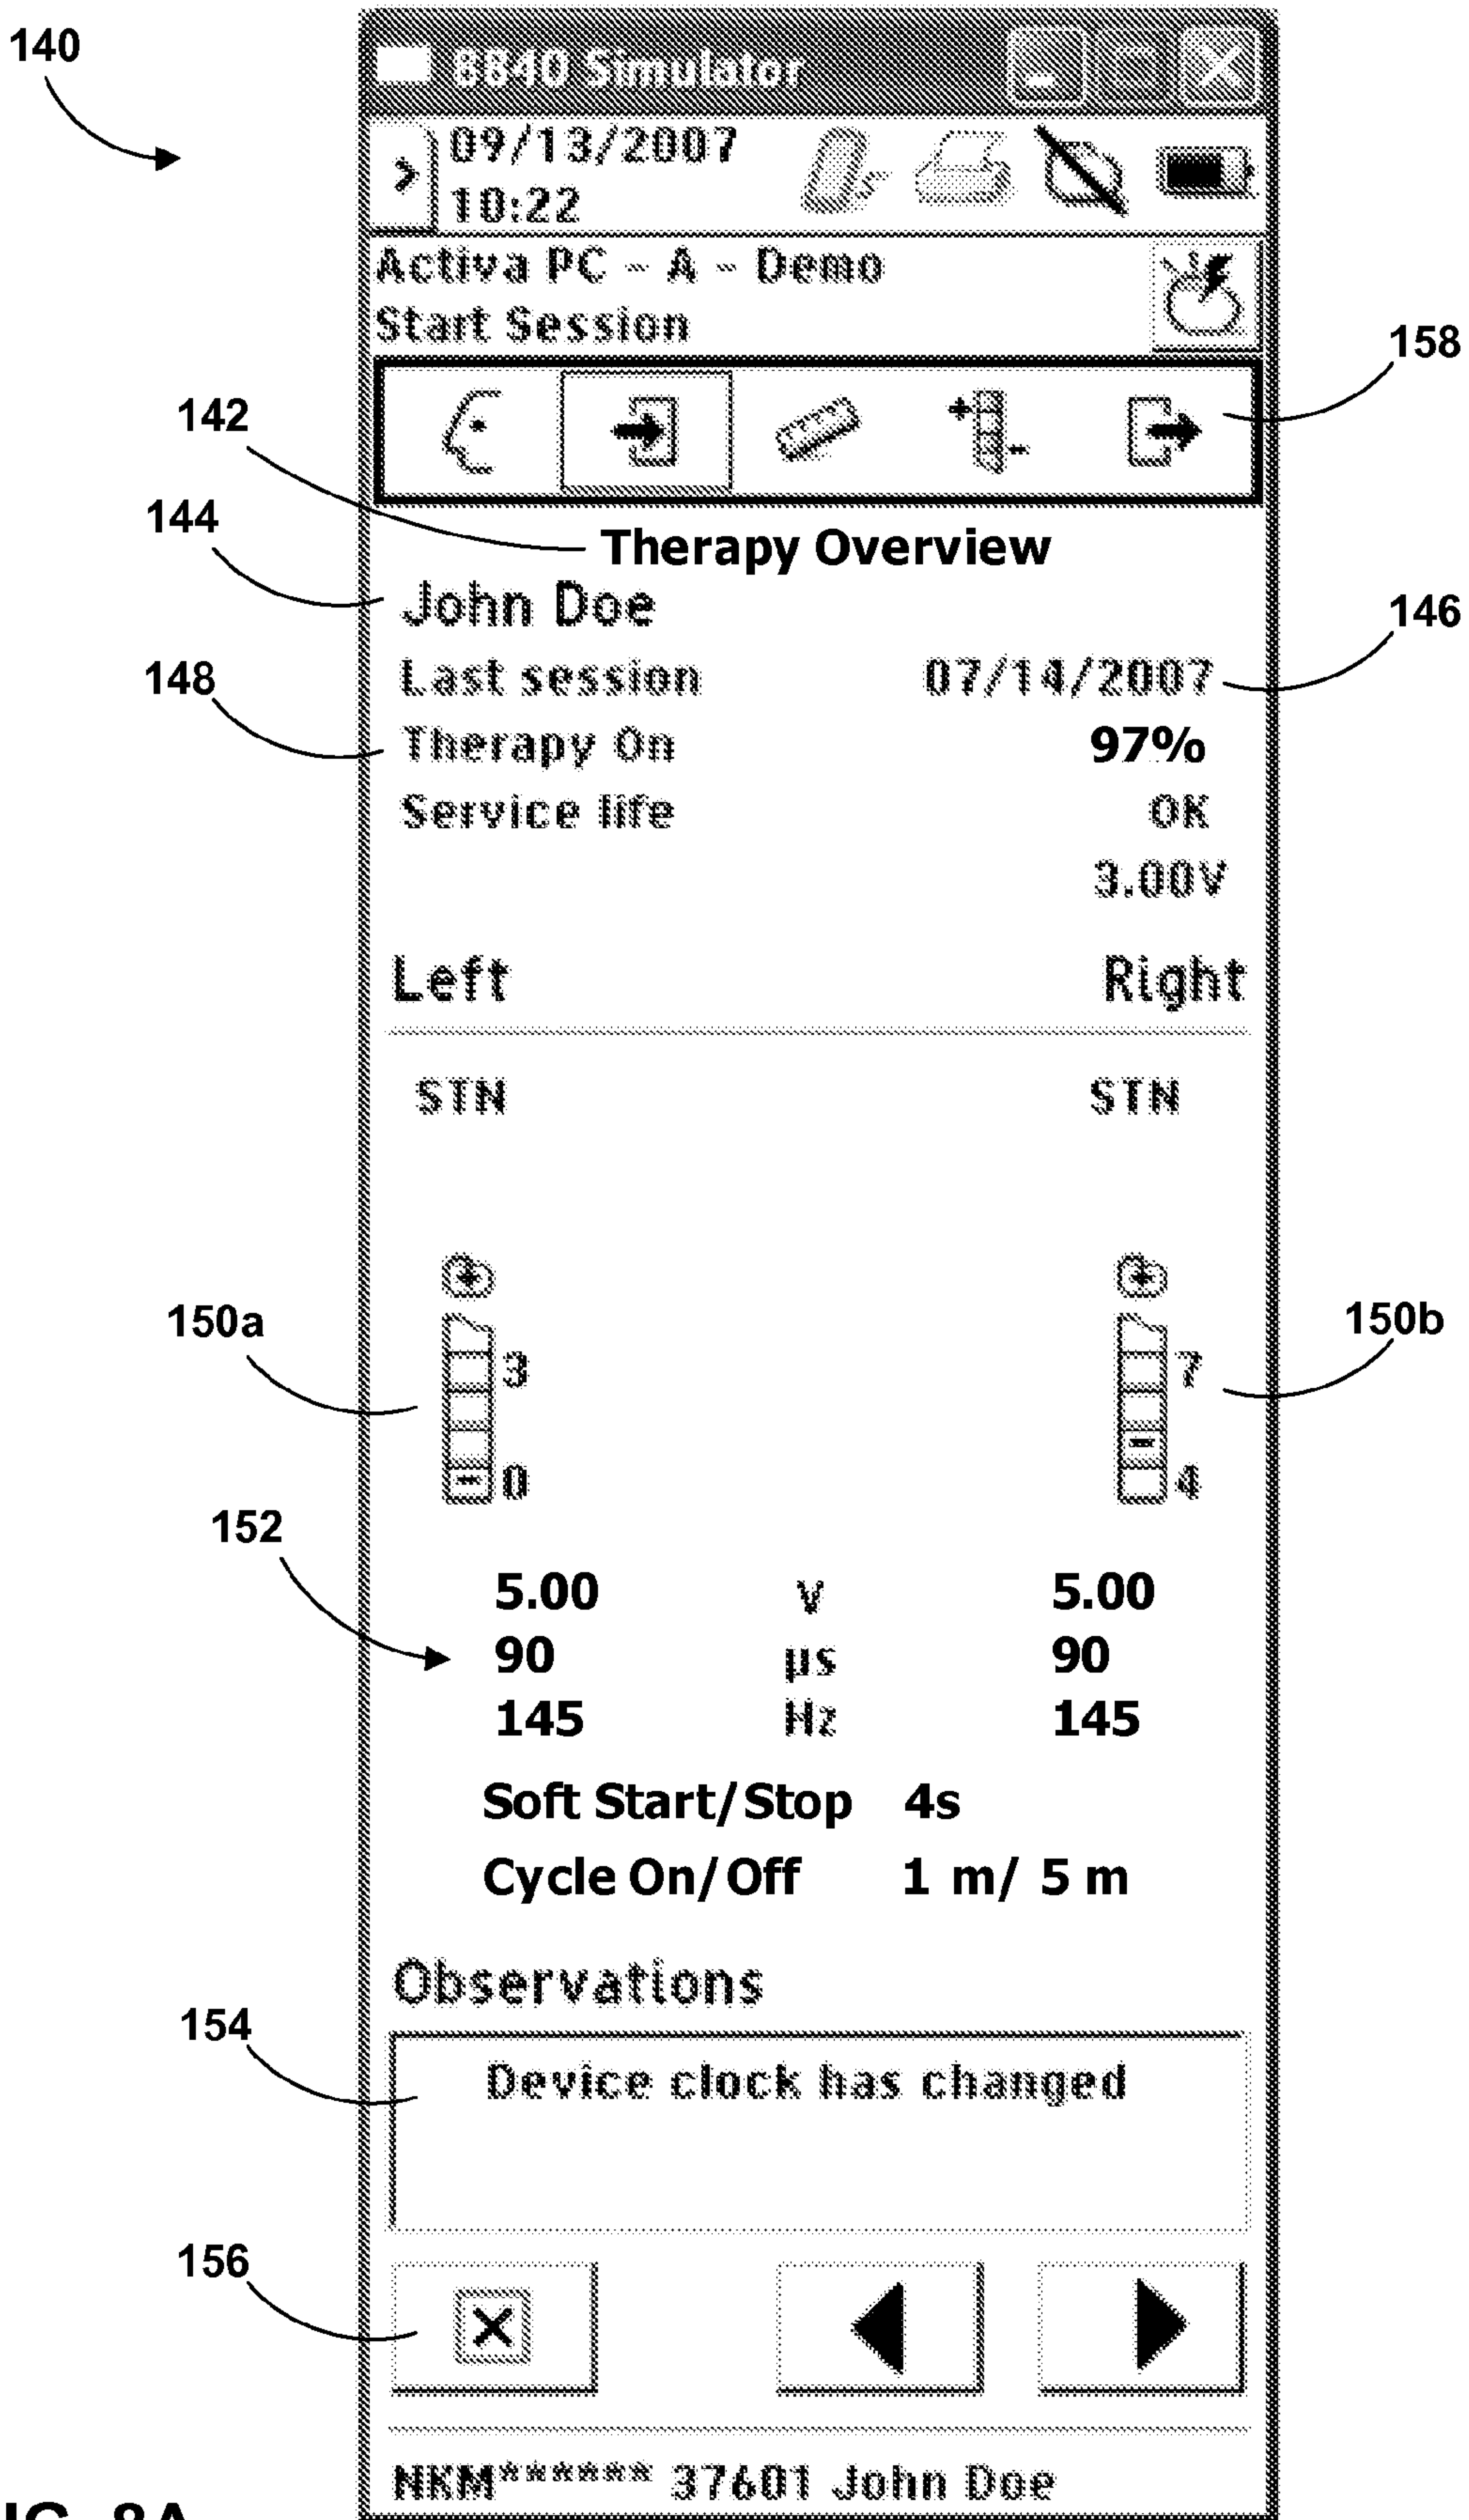 140
8840 Simulator
09/13/2007
10:22
Activa PC - A - Demo
Start Session
158
142
Therapy Overview
144
John Doe
146
Last session 07/14/2007
148
Therapy On 97%
Service life OK
3.00V
Left Right
STN STN
150a
150b
3 7
0 4
152
5.00 V 5.00
90 µs 90
145 Hz 145
Soft Start/Stop 4s
Cycle On/Off 1 m/ 5 m
Observations
154
Device clock has changed
156
NKM****** 37601 John Doe
8A